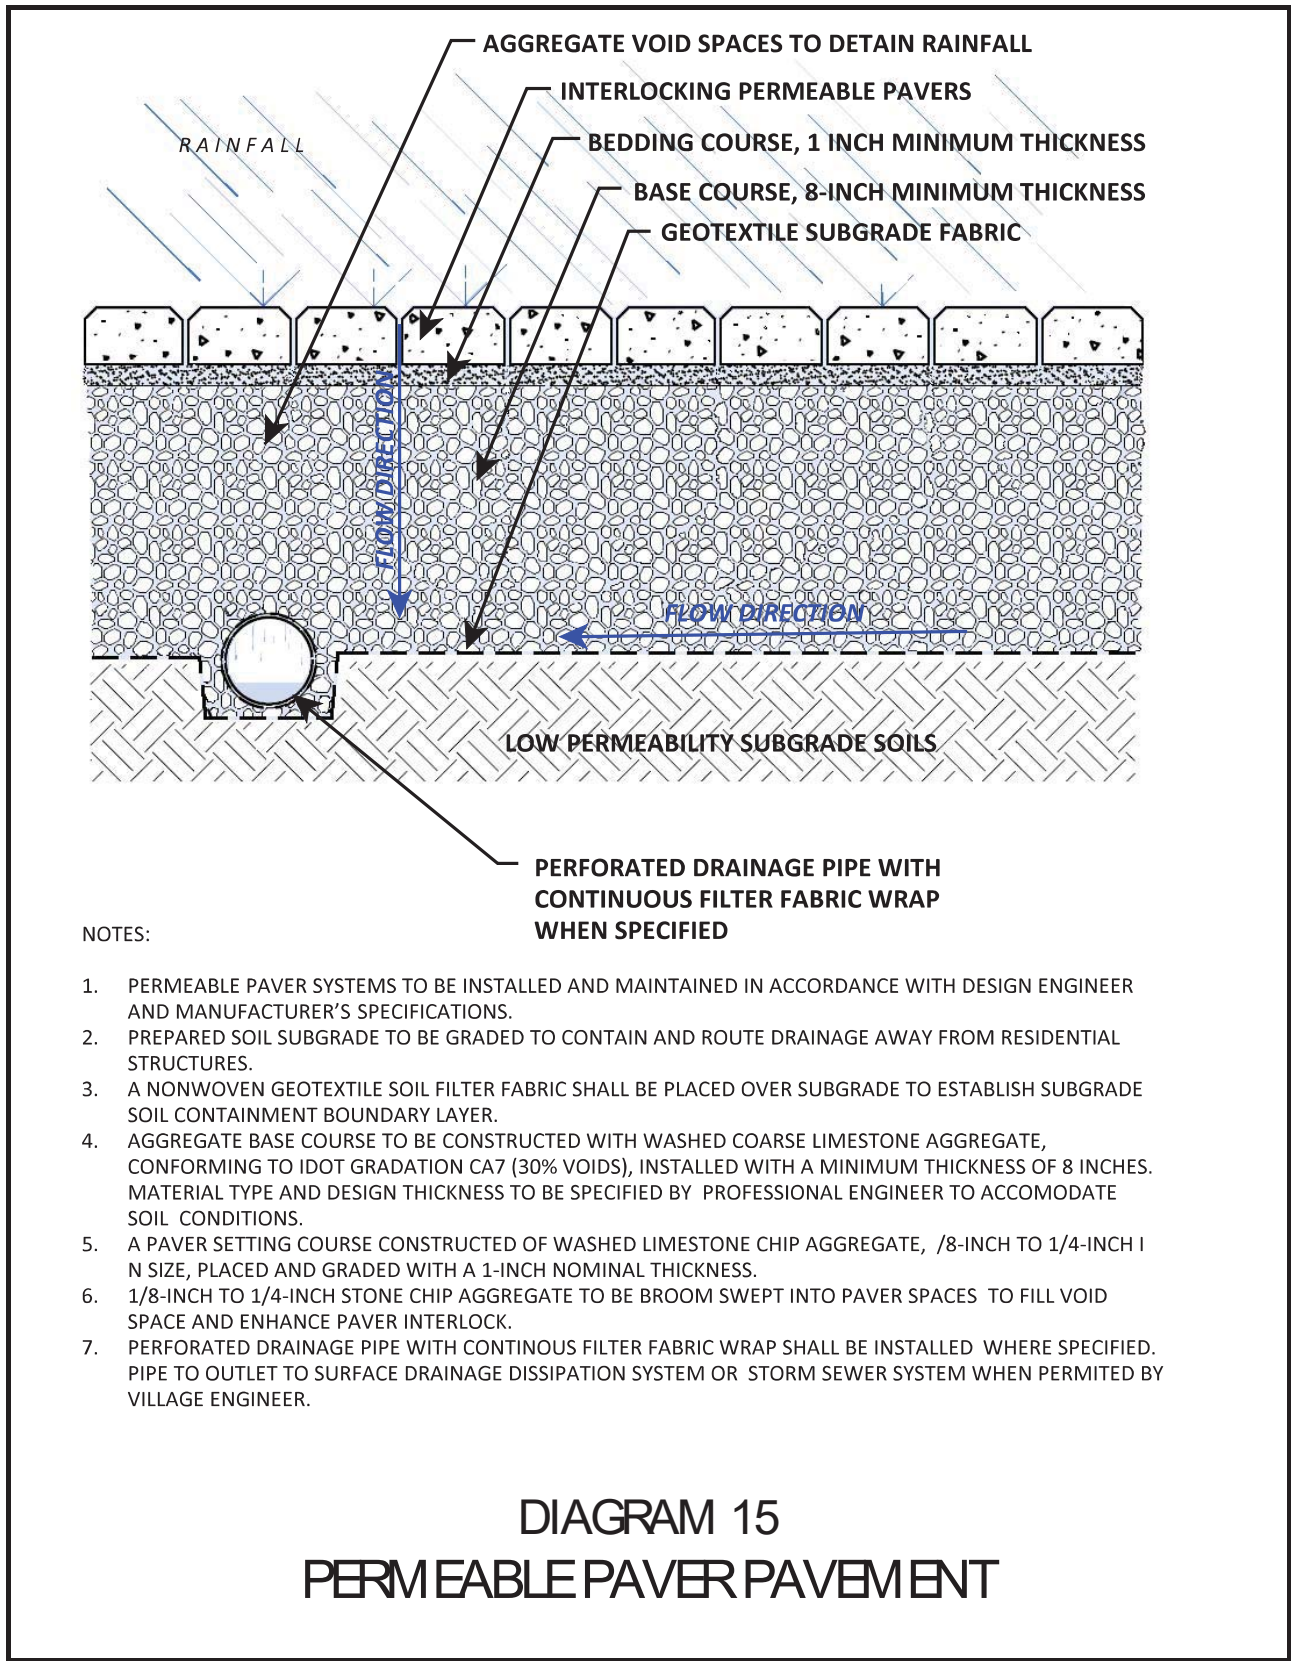 AGGREGATE VOID SPACES TO DETAIN RAINFALL
INTERLOCKING PERMEABLE PAVERS
RAINFALL
BEDDING COURSE, 1 INCH MINIMUM THICKNESS
BASE COURSE, 8-INCH MINIMUM THICKNESS
GEOTEXTILE SUBGRADE FABRIC
FLOW DIRECTION
FLOW DIRECTION
LOW PERMEABILITY SUBGRADE SOILS
PERFORATED DRAINAGE PIPE WITH
CONTINUOUS FILTER FABRIC WRAP
WHEN SPECIFIED
NOTES:
1. PERMEABLE PAVER SYSTEMS TO BE INSTALLED AND MAINTAINED IN ACCORDANCE WITH DESIGN ENGINEER
AND MANUFACTURER’S SPECIFICATIONS.
2. PREPARED SOIL SUBGRADE TO BE GRADED TO CONTAIN AND ROUTE DRAINAGE AWAY FROM RESIDENTIAL
STRUCTURES.
3. A NONWOVEN GEOTEXTILE SOIL FILTER FABRIC SHALL BE PLACED OVER SUBGRADE TO ESTABLISH SUBGRADE
SOIL CONTAINMENT BOUNDARY LAYER.
4. AGGREGATE BASE COURSE TO BE CONSTRUCTED WITH WASHED COARSE LIMESTONE AGGREGATE,
CONFORMING TO IDOT GRADATION CA7 (30% VOIDS), INSTALLED WITH A MINIMUM THICKNESS OF 8 INCHES.
MATERIAL TYPE AND DESIGN THICKNESS TO BE SPECIFIED BY PROFESSIONAL ENGINEER TO ACCOMODATE
SOIL CONDITIONS.
5. A PAVER SETTING COURSE CONSTRUCTED OF WASHED LIMESTONE CHIP AGGREGATE, /8-INCH TO 1/4-INCH I
N SIZE, PLACED AND GRADED WITH A 1-INCH NOMINAL THICKNESS.
6. 1/8-INCH TO 1/4-INCH STONE CHIP AGGREGATE TO BE BROOM SWEPT INTO PAVER SPACES TO FILL VOID
SPACE AND ENHANCE PAVER INTERLOCK.
7. PERFORATED DRAINAGE PIPE WITH CONTINOUS FILTER FABRIC WRAP SHALL BE INSTALLED WHERE SPECIFIED.
PIPE TO OUTLET TO SURFACE DRAINAGE DISSIPATION SYSTEM OR STORM SEWER SYSTEM WHEN PERMITED BY
VILLAGE ENGINEER.
DIAGRAM 15
PERMEABLE PAVER PAVEMENT